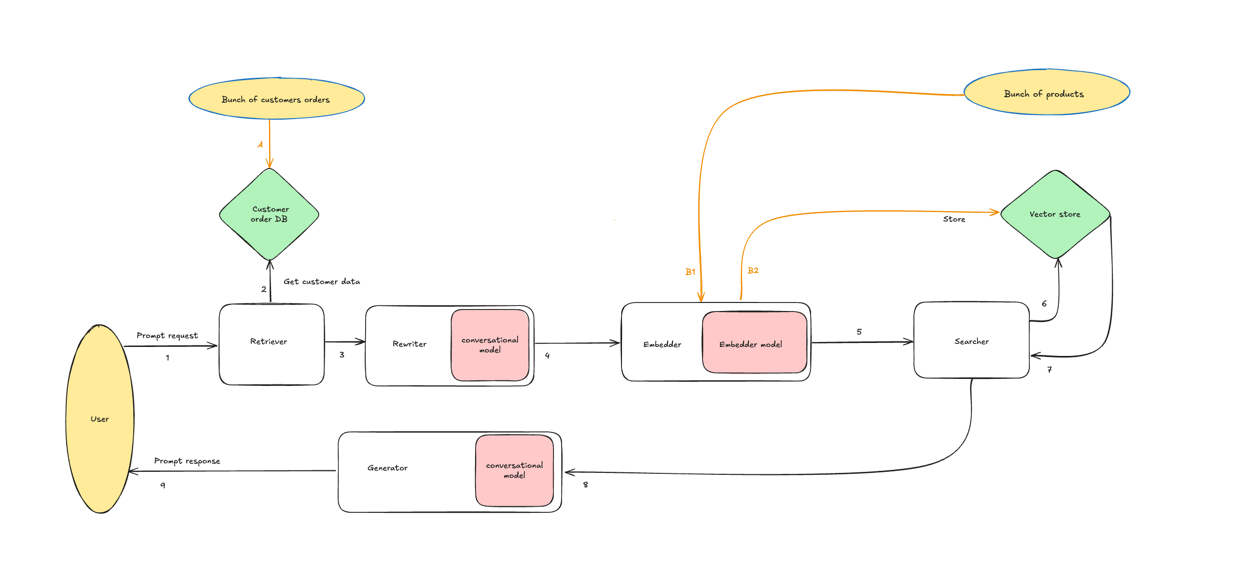 Bunch of customers orders
Bunch of products
A
Customer
order DB
Vector store
Store
B1
B2
Get customer data
2
6
Prompt request
1
Retriever
3
Rewriter
conversational
model
4
Embedder
Embedder model
5
Searcher
7
User
Prompt response
9
Generator
conversational
model
8